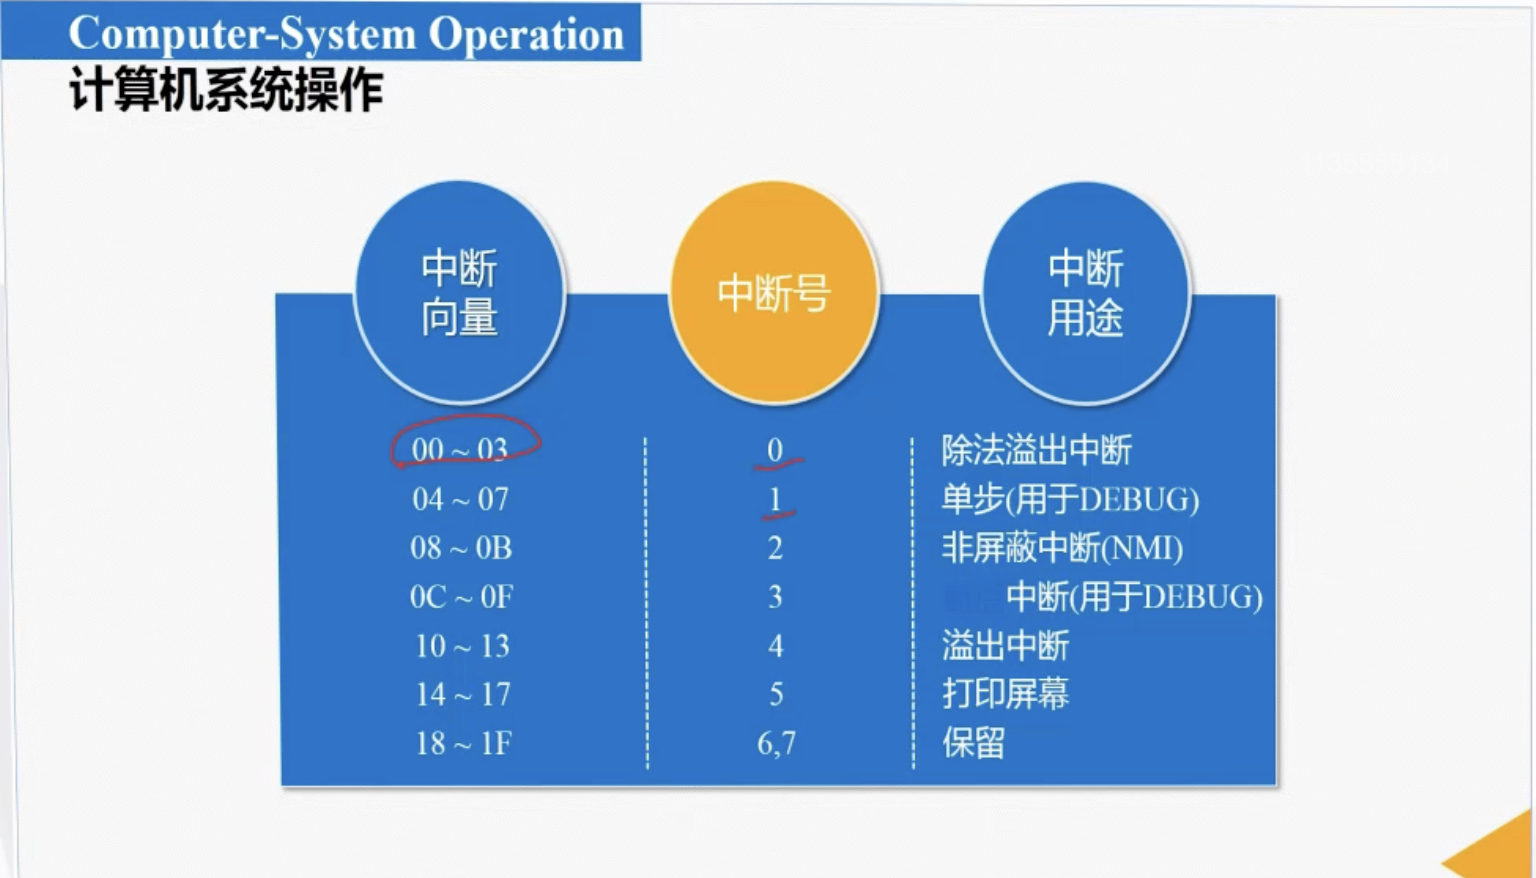 Computer-System Operation
计算机系统操作
中断
向量
中断号
中断
用途
00 ~ 03 0 除法溢出中断
04 ~ 07 1 单步(用于DEBUG)
08 ~ 0B 2 非屏蔽中断(NMI)
0C ~ 0F 3 中断(用于DEBUG)
10 ~ 13 4 溢出中断
14 ~ 17 5 打印屏幕
18 ~ 1F 6,7 保留